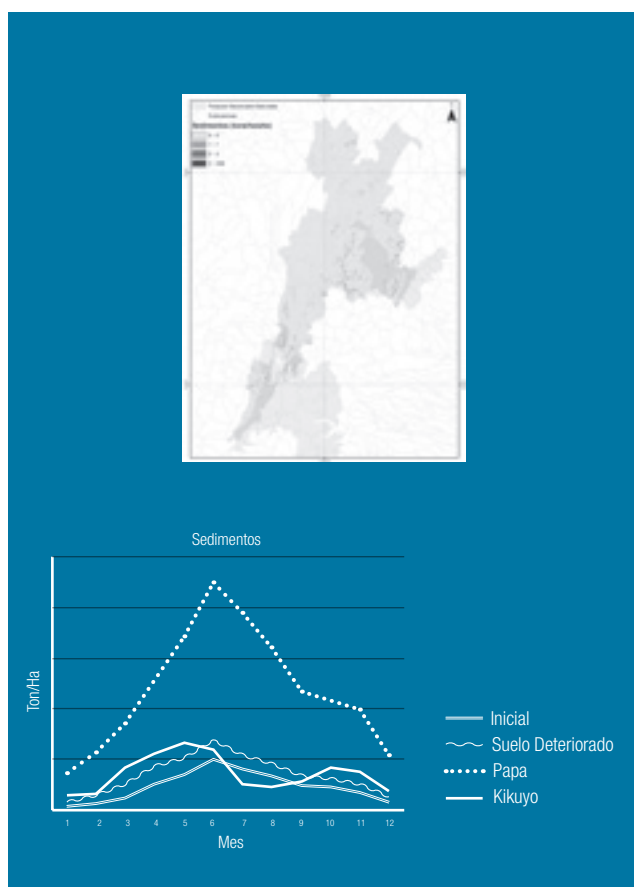 Sedimentos
Ton/Ha
1 2 3 4 5 6 7 8 9 10 11 12
Mes
Inicial
Suelo Deteriorado
Papa
Kikuyo